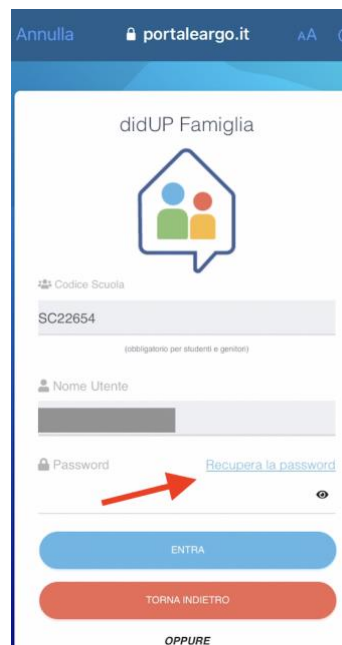 Annulla portaleargo.it AA
didUP Famiglia
Codice Scuola
SC22654
(obbligatorio per studenti e genitori)
Nome Utente
Password Recupera la password
ENTRA
TORNA INDIETRO
OPPURE